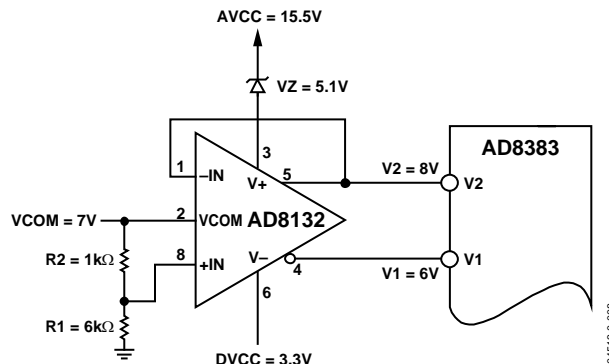 AVCC = 15.5V
VZ = 5.1V
AD8383
1
–IN
3
V+
5
V2 = 8V
V2
VCOM = 7V
2
VCOM AD8132
R2 = 1kΩ
8
+IN
V–
4
V1 = 6V
V1
6
R1 = 6kΩ
DVCC = 3.3V